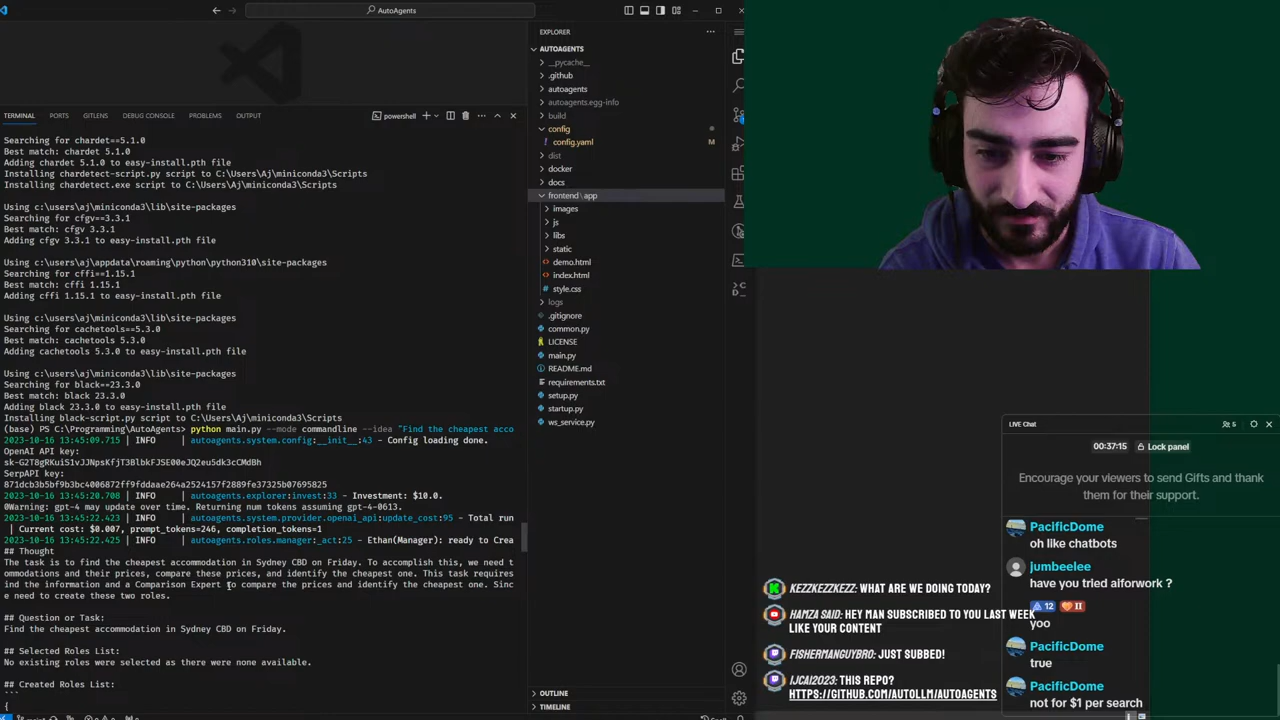 AutoAgents
TERMINAL
PORTS
GITLENS
DEBUG CONSOLE
PROBLEMS
OUTPUT
powershell
Searching for chardet==5.1.0
Best match: chardet 5.1.0
Adding chardet 5.1.0 to easy-install.pth file
Installing chardetect-script.py script to C:\Users\Aj\miniconda3\Scripts
Installing chardetect.exe script to C:\Users\Aj\miniconda3\Scripts
Using c:\users\aj\miniconda3\lib\site-packages
Searching for cfgv==3.3.1
Best match: cfgv 3.3.1
Adding cfgv 3.3.1 to easy-install.pth file
Using c:\users\aj\appdata\roaming\python\python310\site-packages
Searching for cffi==1.15.1
Best match: cffi 1.15.1
Adding cffi 1.15.1 to easy-install.pth file
Using c:\users\aj\miniconda3\lib\site-packages
Searching for cachetools==5.3.0
Best match: cachetools 5.3.0
Adding cachetools 5.3.0 to easy-install.pth file
Using c:\users\aj\miniconda3\lib\site-packages
Searching for black==23.3.0
Best match: black 23.3.0
Adding black 23.3.0 to easy-install.pth file
Installing black-script.py script to C:\Users\Aj\miniconda3\Scripts
(base) PS C:\Programming\AutoAgents> python main.py --mode commandline --idea "Find the cheapest acco
2023-10-16 13:45:09.715 | INFO | autoagents.system.config:__init__:43 - Config loading done.
OpenAI API key:
SerpAPI key:
2023-10-16 13:45:20.708 | INFO | autoagents.explorer:invest:33 - Investment: $10.0.
0Warning: gpt-4 may update over time. Returning num tokens assuming gpt-4-0613.
2023-10-16 13:45:22.423 | INFO | autoagents.system.provider.openai_api:update_cost:95 - Total run
| Current cost: $0.007, prompt_tokens=246, completion_tokens=1
2023-10-16 13:45:22.425 | INFO | autoagents.roles.manager:_act:25 - Ethan(Manager): ready to Crea
## Thought
The task is to find the cheapest accommodation in Sydney CBD on Friday. To accomplish this, we need t
ommodations and their prices, compare these prices, and identify the cheapest one. This task requires
ind the information and a Comparison Expert to compare the prices and identify the cheapest one. Sinc
e need to create these two roles.
## Question or Task:
Find the cheapest accommodation in Sydney CBD on Friday.
## Selected Roles List:
No existing roles were selected as there were none available.
## Created Roles List:
```
{
EXPLORER
AUTOAGENTS
__pycache__
.github
autoagents
autoagents.egg-info
build
config
config.yaml
M
dist
docker
docs
frontend \ app
images
js
libs
static
demo.html
index.html
style.css
logs
.gitignore
common.py
LICENSE
main.py
README.md
requirements.txt
setup.py
startup.py
ws_service.py
OUTLINE
TIMELINE
KEZZKEZZKEZZ: WHAT ARE WE DOING TODAY?
HAMZA SAID: HEY MAN SUBSCRIBED TO YOU LAST WEEK
LIKE YOUR CONTENT
FISHERMANGUYBRO: JUST SUBBED!
IJCAI2023: THIS REPO?
HTTPS://GITHUB.COM/AUTOLLM/AUTOAGENTS
LIVE Chat
5
00:37:15
Lock panel
Encourage your viewers to send Gifts and thank
them for their support.
PacificDome
oh like chatbots
jumbeelee
have you tried aiforwork ?
12
II
yoo
PacificDome
true
PacificDome
not for $1 per search